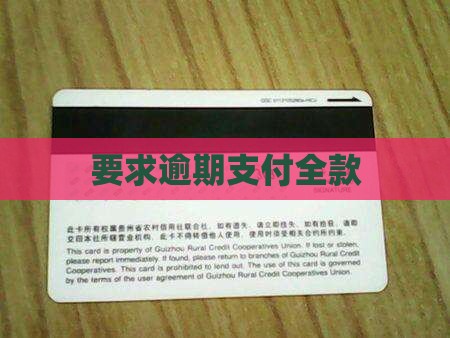 要求逾期支付全款
SIGNATURE
此卡所有权属贵州省农村信用社联合社，如有遗失，请立即挂失，如有拾获，请即
交回本社所辖营业机构，此卡不得转借他人使用，使用时须受相关合约所约束。
This card is property of Guizhou Rural Credit Cooperatives Union. If lost or stolen,
please report immediately. If found, please return to branches of Guizhou Rural Credit
Cooperatives. This card is prohibited to lend out. The use of this card is governed
by the terms of the user agreement of Guizhou Rural Credit Cooperatives Union.